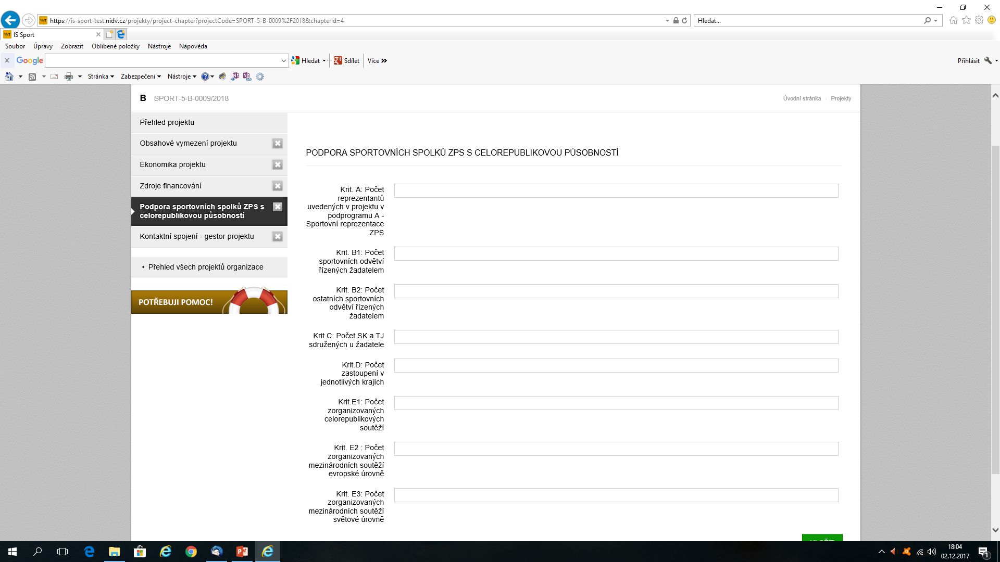 https://is-sport-test.nidv.cz/projekty/project-chapter?projectCode=SPORT-5-B-0009%2F2018&chapterId=4
Hledat...
IS Sport
Soubor Úpravy Zobrazit Oblíbené položky Nástroje Nápověda
x Google Hledat Sdílet Více Přihlásit
Stránka Zabezpečení Nástroje
B SPORT-5-B-0009/2018
Úvodní stránka Projekty
Přehled projektu
Obsahové vymezení projektu
Ekonomika projektu
Zdroje financování
Podpora sportovních spolků ZPS s
celorepublikovou působností
Kontaktní spojení - gestor projektu
Přehled všech projektů organizace
POTŘEBUJI POMOC!
PODPORA SPORTOVNÍCH SPOLKŮ ZPS S CELOREPUBLIKOVOU PŮSOBNOSTÍ
Krit. A: Počet
reprezentantů
uvedených v projektu v
podprogramu A -
Sportovní reprezentace
ZPS
Krit. B1: Počet
sportovních odvětví
řízených žadatelem
Krit. B2: Počet
ostatních sportovních
odvětví řízených
žadatelem
Krit C: Počet SK a TJ
sdružených u žadatele
Krit.D: Počet
zastoupení v
jednotlivých krajích
Krit.E1: Počet
zorganizovaných
celorepublikových
soutěží
Krit. E2 : Počet
zorganizovaných
mezinárodních soutěží
evropské úrovně
Krit. E3: Počet
zorganizovaných
mezinárodních soutěží
světové úrovně
18:04
02.12.2017
1